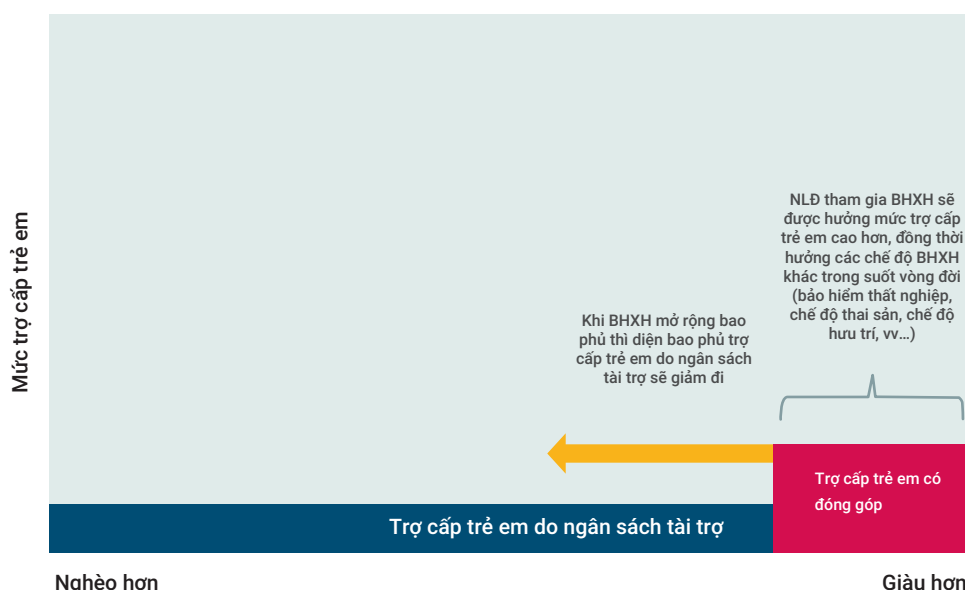 Mức trợ cấp trẻ em
NLĐ tham gia BHXH sẽ
được hưởng mức trợ cấp
trẻ em cao hơn, đồng thời
hưởng các chế độ BHXH
khác trong suốt vòng đời
(bảo hiểm thất nghiệp,
chế độ thai sản, chế độ
hưu trí, vv...)
Khi BHXH mở rộng bao
phủ thì diện bao phủ trợ
cấp trẻ em do ngân sách
tài trợ sẽ giảm đi
Trợ cấp trẻ em có
đóng góp
Trợ cấp trẻ em do ngân sách tài trợ
Nghèo hơn
Giàu hơn